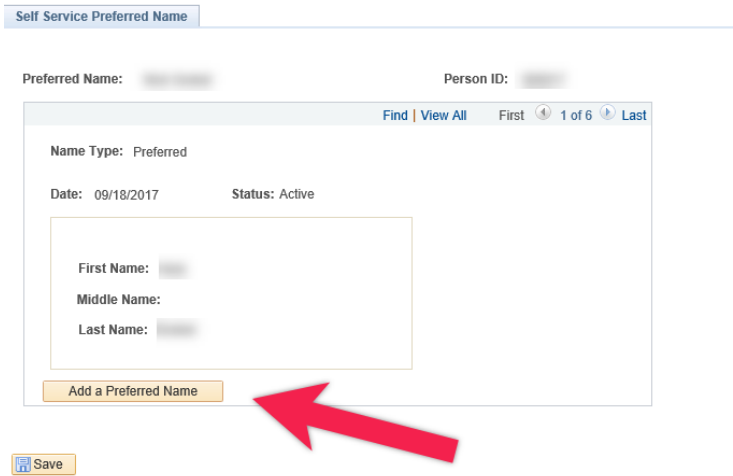 Self Service Preferred Name
Preferred Name: Person ID:
Find | View All First 1 of 6 Last
Name Type: Preferred
Date: 09/18/2017 Status: Active
First Name:
Middle Name:
Last Name:
Add a Preferred Name
Save